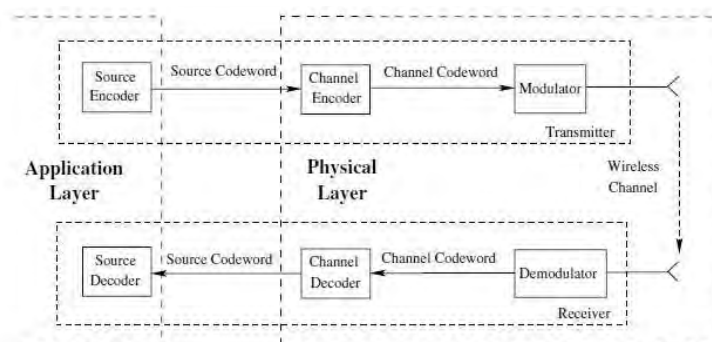 Source
Encoder
Source Codeword
Channel
Encoder
Channel Codeword
Modulator
Transmitter
Application
Layer
Physical
Layer
Wireless
Channel
Source
Decoder
Source Codeword
Channel
Decoder
Channel Codeword
Demodulator
Receiver